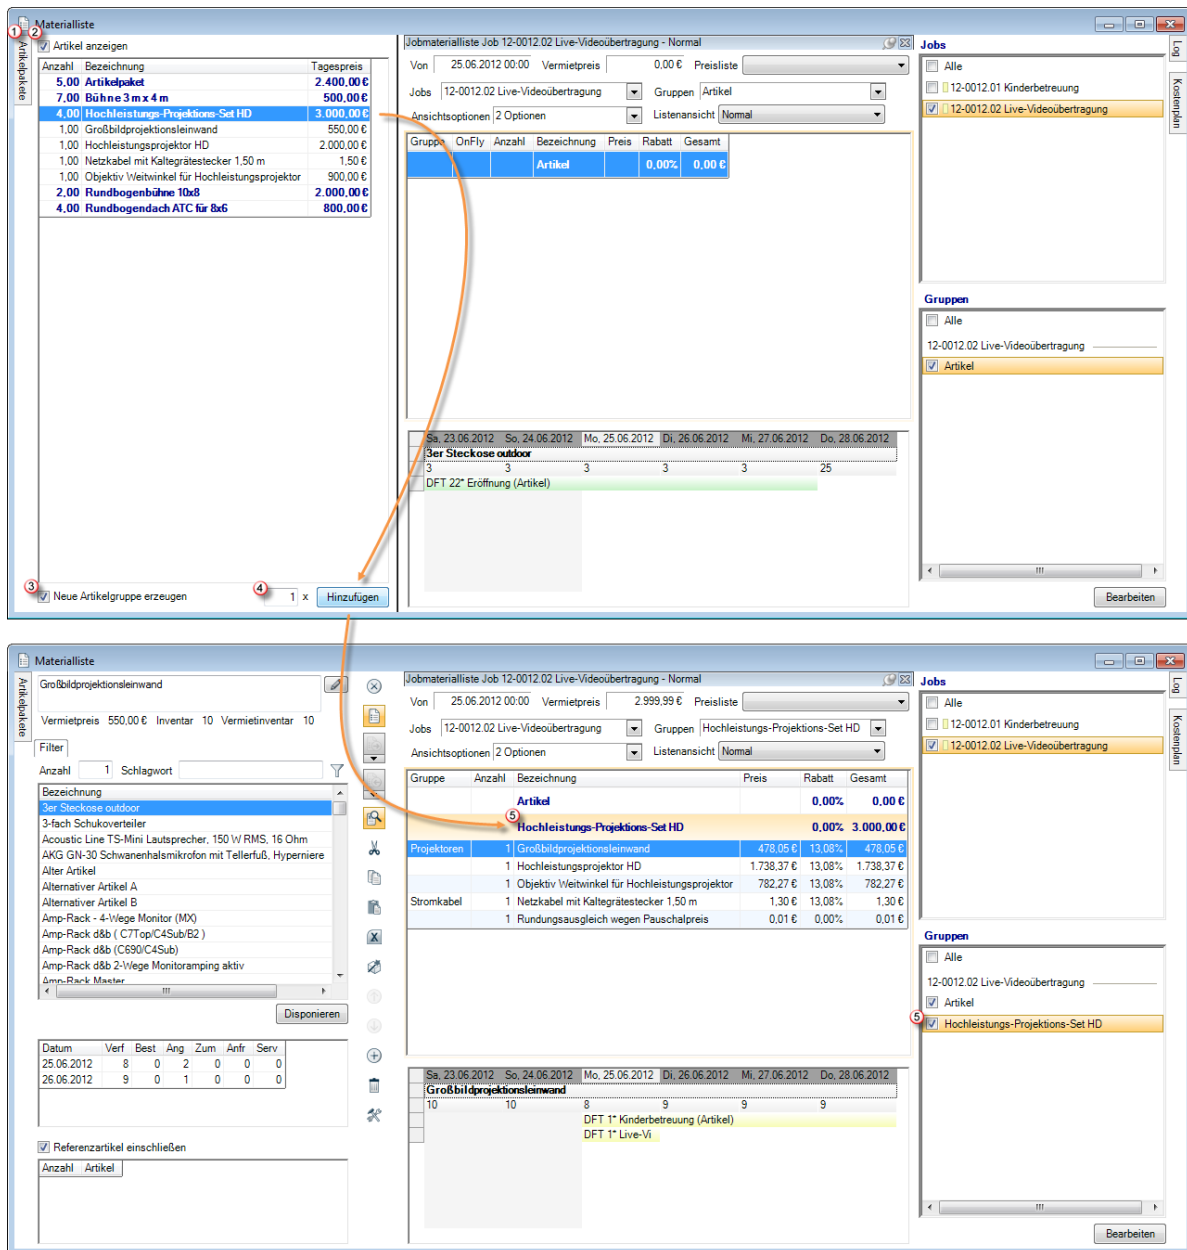 Materialliste
1 2
Artikelpakete
Artikel anzeigen
Anzahl Bezeichnung Tagespreis
5,00 Artikelpaket 2.400,00 €
7,00 Bühne 3 m x 4 m 500,00 €
4,00 Hochleistungs-Projektions-Set HD 3.000,00 €
1,00 Großbildprojektionsleinwand 550,00 €
1,00 Hochleistungsprojektor HD 2.000,00 €
1,00 Netzkabel mit Kaltegrätestecker 1,50 m 1,50 €
1,00 Objektiv Weitwinkel für Hochleistungsprojektor 900,00 €
2,00 Rundbogenbühne 10x8 2.000,00 €
4,00 Rundbogendach ATC für 8x6 800,00 €
3 Neue Artikelgruppe erzeugen 4 1 x Hinzufügen
Jobmaterialliste Job 12-0012.02 Live-Videoübertragung - Normal
Von 25.06.2012 00:00 Vermietpreis 0,00 € Preisliste
Jobs 12-0012.02 Live-Videoübertragung Gruppen Artikel
Ansichtsoptionen 2 Optionen Listenansicht Normal
Gruppe OnFly Anzahl Bezeichnung Preis Rabatt Gesamt
Artikel 0,00% 0,00 €
Sa, 23.06.2012 So, 24.06.2012 Mo, 25.06.2012 Di, 26.06.2012 Mi, 27.06.2012 Do, 28.06.2012
3er Steckose outdoor
3 3 3 3 3 25
DFT 22* Eröffnung (Artikel)
Jobs
Alle
12-0012.01 Kinderbetreuung
12-0012.02 Live-Videoübertragung
Gruppen
Alle
12-0012.02 Live-Videoübertragung
Artikel
Bearbeiten
Log
Kostenplan
Materialliste
Artikelpakete
Großbildprojektionsleinwand
Vermietpreis 550,00 € Inventar 10 Vermietinventar 10
Filter
Anzahl 1 Schlagwort
Bezeichnung
3er Steckose outdoor
3-fach Schukoverteiler
Acoustic Line TS-Mini Lautsprecher, 150 W RMS, 16 Ohm
AKG GN-30 Schwanenhalsmikrofon mit Tellerfuß, Hyperniere
Alter Artikel
Alternativer Artikel A
Alternativer Artikel B
Amp-Rack - 4-Wege Monitor (MX)
Amp-Rack d&b ( C7Top/C4Sub/B2 )
Amp-Rack d&b (C690/C4Sub)
Amp-Rack d&b 2-Wege Monitoramping aktiv
Amp-Rack Master
Disponieren
Datum Verf Best Ang Zum Anfr Serv
25.06.2012 8 0 2 0 0 0
26.06.2012 9 0 1 0 0 0
Referenzartikel einschließen
Anzahl Artikel
Jobmaterialliste Job 12-0012.02 Live-Videoübertragung - Normal
Von 25.06.2012 00:00 Vermietpreis 2.999,99 € Preisliste
Jobs 12-0012.02 Live-Videoübertragung Gruppen Hochleistungs-Projektions-Set HD
Ansichtsoptionen 2 Optionen Listenansicht Normal
Gruppe Anzahl Bezeichnung Preis Rabatt Gesamt
Artikel 0,00% 0,00 €
5 Hochleistungs-Projektions-Set HD 0,00% 3.000,00 €
Projektoren 1 Großbildprojektionsleinwand 478,05 € 13,08% 478,05 €
1 Hochleistungsprojektor HD 1.738,37 € 13,08% 1.738,37 €
1 Objektiv Weitwinkel für Hochleistungsprojektor 782,27 € 13,08% 782,27 €
Stromkabel 1 Netzkabel mit Kaltegrätestecker 1,50 m 1,30 € 13,08% 1,30 €
1 Rundungsausgleich wegen Pauschalpreis 0,01 € 0,00% 0,01 €
Sa, 23.06.2012 So, 24.06.2012 Mo, 25.06.2012 Di, 26.06.2012 Mi, 27.06.2012 Do, 28.06.2012
Großbildprojektionsleinwand
10 10 8 9 9 9
DFT 1* Kinderbetreuung (Artikel)
DFT 1* Live-Vi
Jobs
Alle
12-0012.01 Kinderbetreuung
12-0012.02 Live-Videoübertragung
Gruppen
Alle
12-0012.02 Live-Videoübertragung
Artikel
5 Hochleistungs-Projektions-Set HD
Bearbeiten
Log
Kostenplan